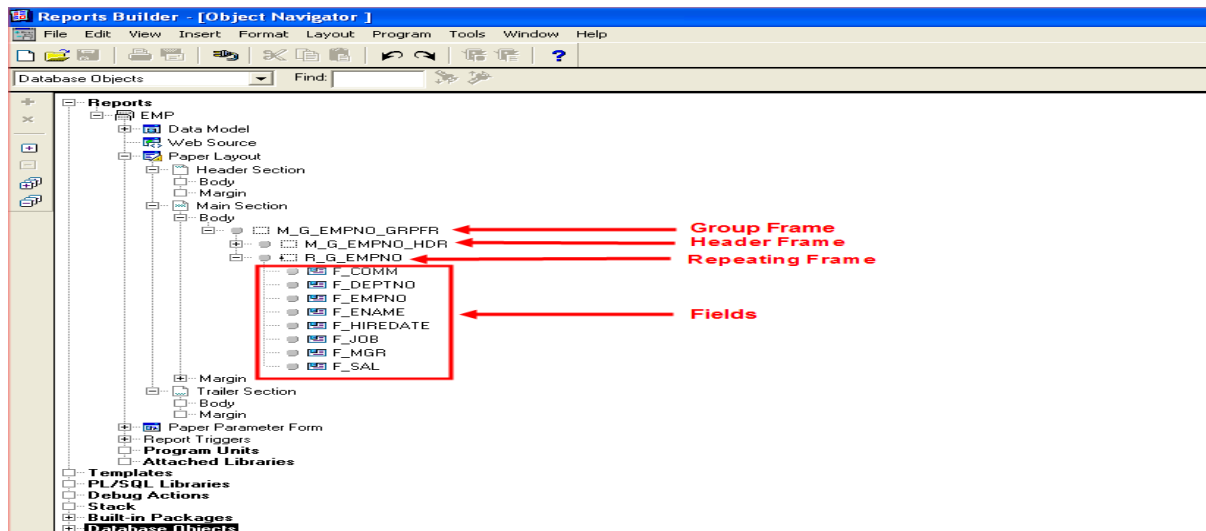 Reports Builder - [Object Navigator ]
File Edit View Insert Format Layout Program Tools Window Help
Database Objects Find:
Reports
EMP
Data Model
Web Source
Paper Layout
Header Section
Body
Margin
Main Section
Body
M_G_EMPNO_GRPFR Group Frame
M_G_EMPNO_HDR Header Frame
R_G_EMPNO Repeating Frame
F_COMM
F_DEPTNO
F_EMPNO
F_ENAME Fields
F_HIREDATE
F_JOB
F_MGR
F_SAL
Margin
Trailer Section
Body
Margin
Paper Parameter Form
Report Triggers
Program Units
Attached Libraries
Templates
PL/SQL Libraries
Debug Actions
Stack
Built-in Packages
Database Objects